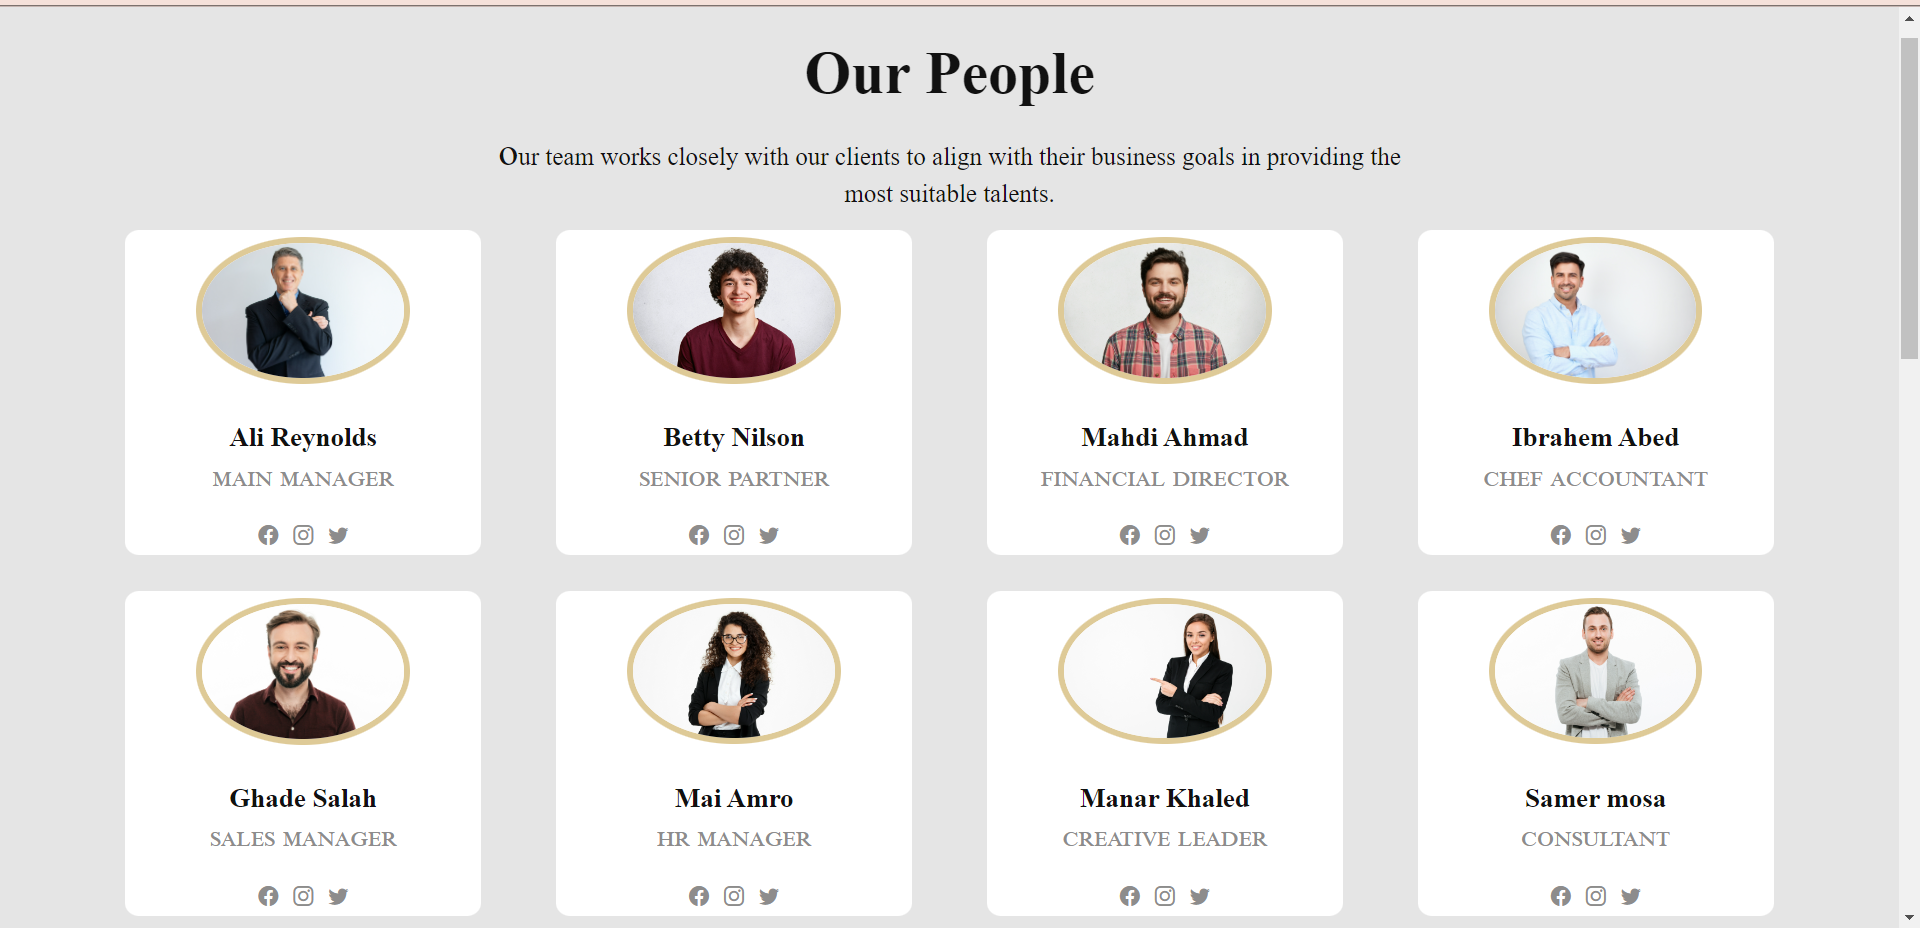 Our People
Our team works closely with our clients to align with their business goals in providing the
most suitable talents.
Ali Reynolds
MAIN MANAGER
Betty Nilson
SENIOR PARTNER
Mahdi Ahmad
FINANCIAL DIRECTOR
Ibrahem Abed
CHEF ACCOUNTANT
Ghade Salah
SALES MANAGER
Mai Amro
HR MANAGER
Manar Khaled
CREATIVE LEADER
Samer mosa
CONSULTANT